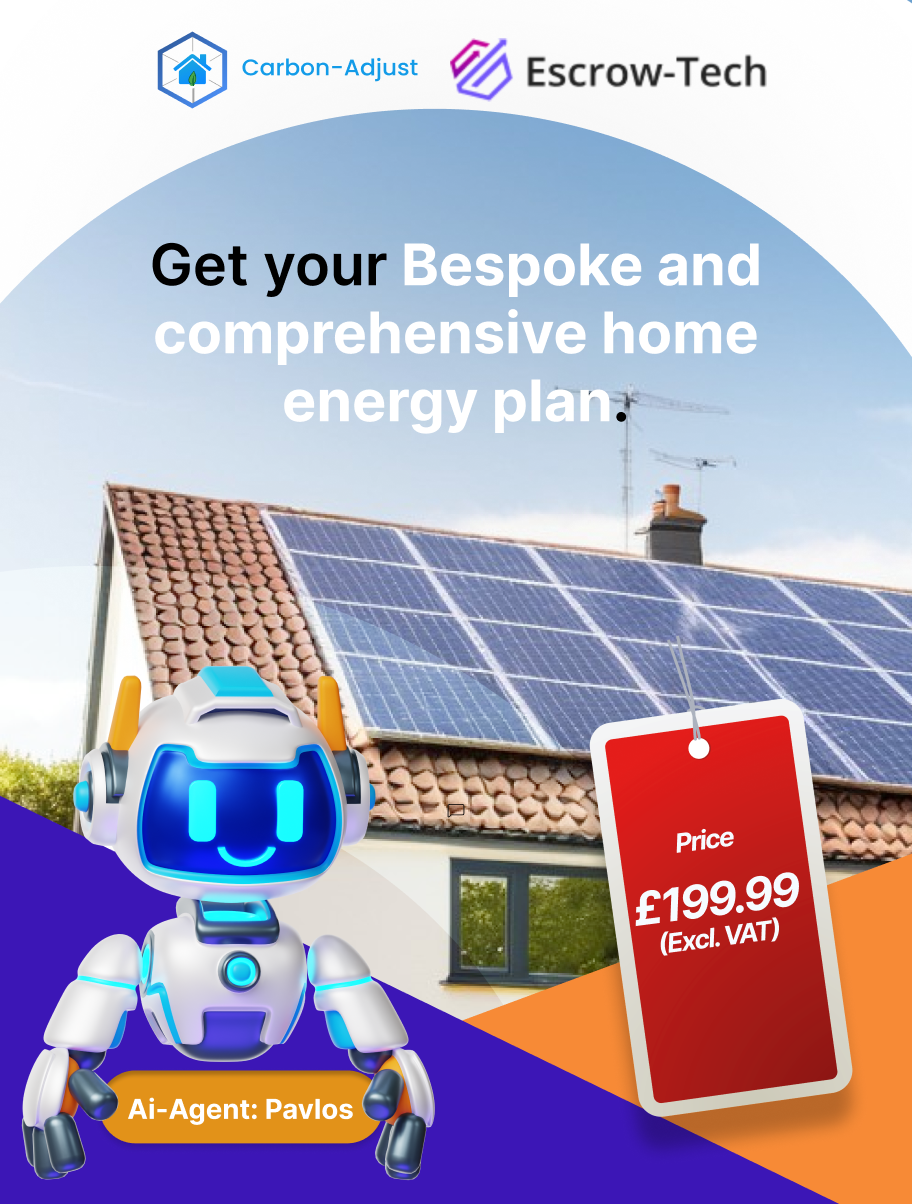 Carbon-Adjust
Escrow-Tech
Get your Bespoke and
comprehensive home
energy plan.
Price
£199.99
(Excl. VAT)
Ai-Agent: Pavlos